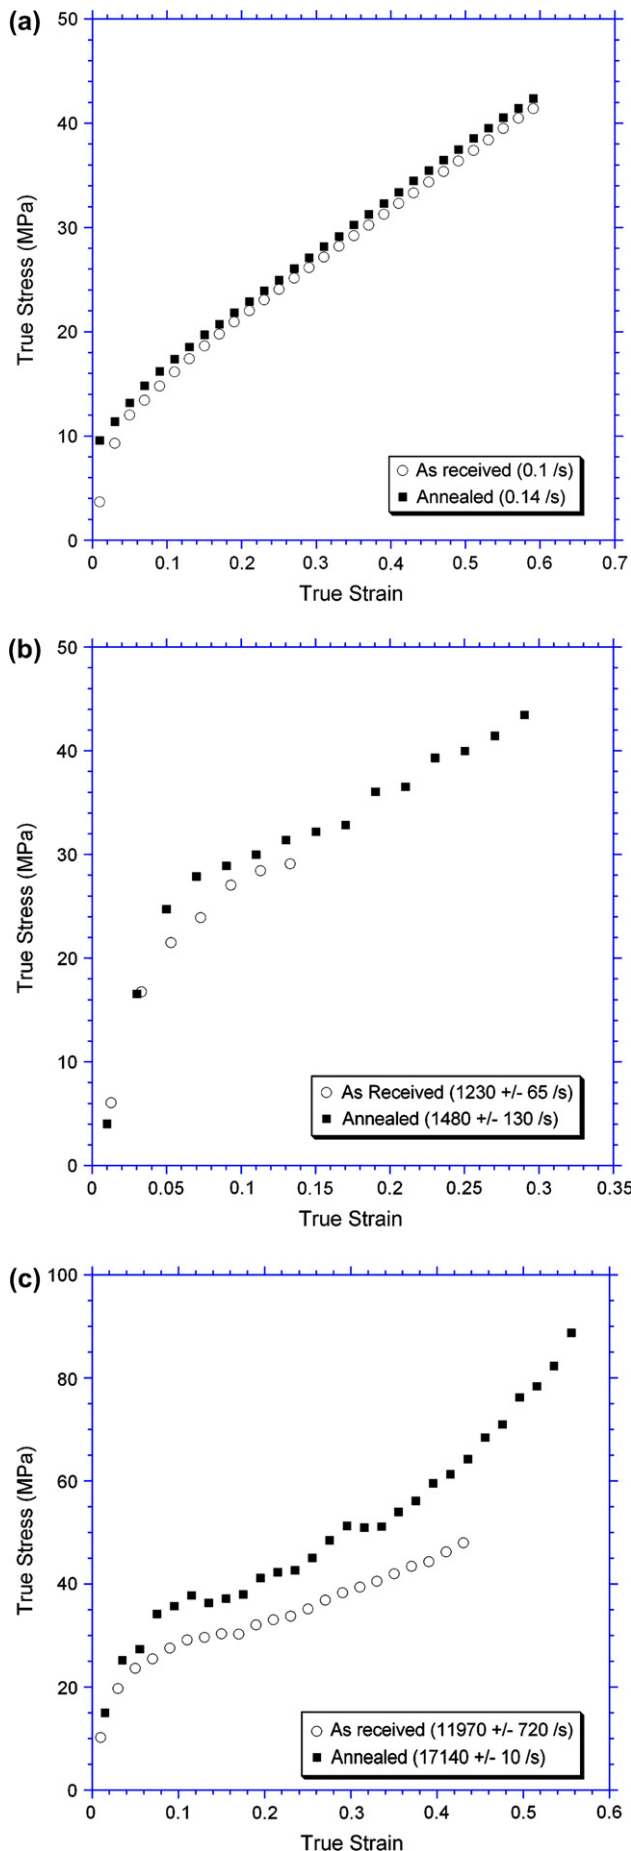 (a)
50
40
30
20
10
0
True Stress (MPa)
As received (0.1 /s)
Annealed (0.14 /s)
0 0.1 0.2 0.3 0.4 0.5 0.6 0.7
True Strain
(b)
50
40
30
20
10
0
True Stress (MPa)
As Received (1230 +/- 65 /s)
Annealed (1480 +/- 130 /s)
0 0.05 0.1 0.15 0.2 0.25 0.3 0.35
True Strain
(c)
100
80
60
40
20
0
True Stress (MPa)
As received (11970 +/- 720 /s)
Annealed (17140 +/- 10 /s)
0 0.1 0.2 0.3 0.4 0.5 0.6
True Strain